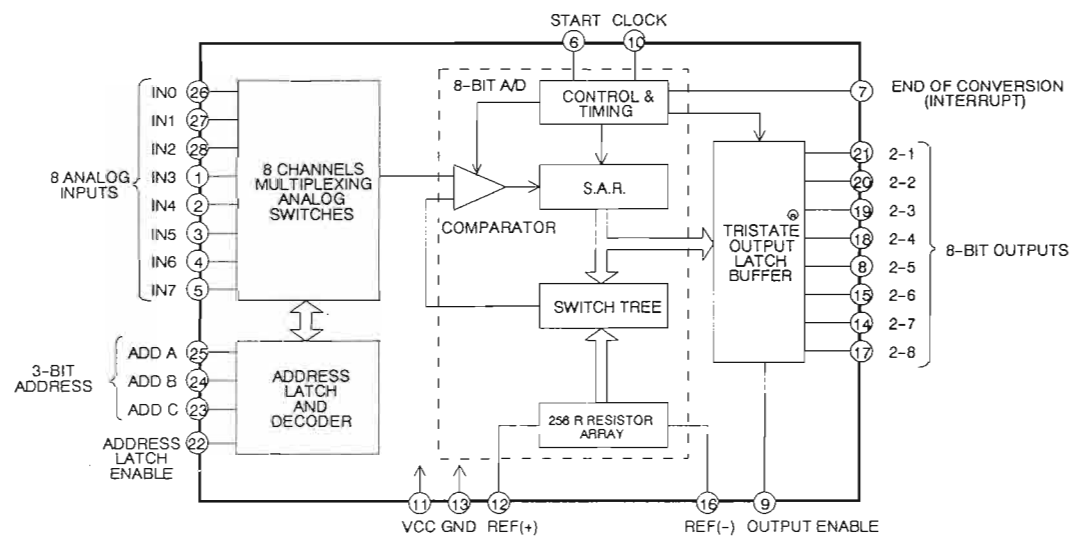 START CLOCK
6
10
8-BIT A/D
CONTROL &
TIMING
7
END OF CONVERSION
(INTERRUPT)
8 ANALOG
INPUTS
IN0
26
IN1
27
IN2
28
IN3
1
IN4
2
IN5
3
IN6
4
IN7
5
8 CHANNELS
MULTIPLEXING
ANALOG
SWITCHES
COMPARATOR
S.A.R.
SWITCH TREE
256 R RESISTOR
ARRAY
TRISTATE
OUTPUT
LATCH
BUFFER
R
21
2-1
20
2-2
19
2-3
18
2-4
8
2-5
15
2-6
14
2-7
17
2-8
8-BIT OUTPUTS
3-BIT
ADDRESS
ADD A
25
ADD B
24
ADD C
23
ADDRESS
LATCH
ENABLE
22
ADDRESS
LATCH
AND
DECODER
11
13
12
16
9
VCC GND REF(+) REF(-) OUTPUT ENABLE